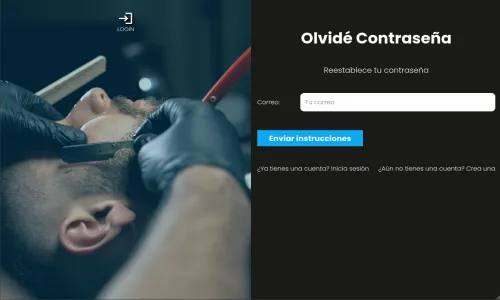 LOGIN
Olvidé Contraseña
Reestablece tu contraseña
Correo:
Tu correo
Enviar instrucciones
¿Ya tienes una cuenta? Inicia sesión
¿Aún no tienes una cuenta? Crea una